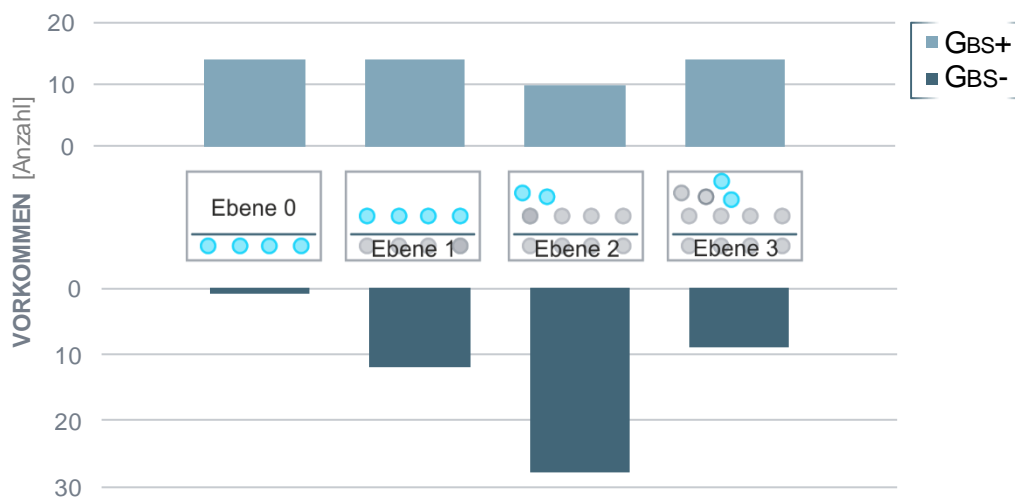 20
10
0
VORKOMMEN [Anzahl]
GBS+
GBS-
Ebene 0
Ebene 1
Ebene 2
Ebene 3
0
10
20
30